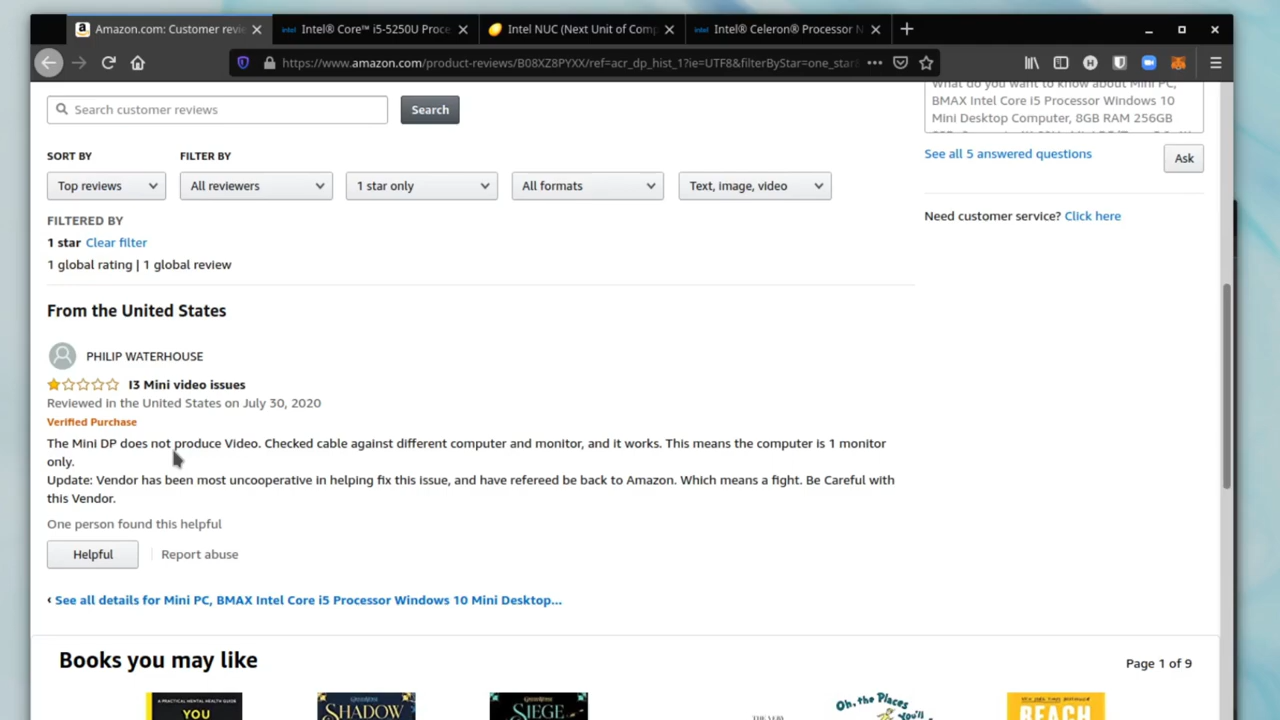 Amazon.com: Customer revie
Intel® Core™ i5-5250U Proce
Intel NUC (Next Unit of Comp
Intel® Celeron® Processor N
https://www.amazon.com/product-reviews/B08XZ8PYXX/ref=acr_dp_hist_1?ie=UTF8&filterByStar=one_star
Search customer reviews
Search
What do you want to know about Mini PC,
BMAX Intel Core i5 Processor Windows 10
Mini Desktop Computer, 8GB RAM 256GB
See all 5 answered questions
Ask
SORT BY
FILTER BY
Top reviews
All reviewers
1 star only
All formats
Text, image, video
Need customer service? Click here
FILTERED BY
1 star Clear filter
1 global rating | 1 global review
From the United States
PHILIP WATERHOUSE
I3 Mini video issues
Reviewed in the United States on July 30, 2020
Verified Purchase
The Mini DP does not produce Video. Checked cable against different computer and monitor, and it works. This means the computer is 1 monitor
only.
Update: Vendor has been most uncooperative in helping fix this issue, and have refereed be back to Amazon. Which means a fight. Be Careful with
this Vendor.
One person found this helpful
Helpful
Report abuse
‹ See all details for Mini PC, BMAX Intel Core i5 Processor Windows 10 Mini Desktop...
Books you may like
Page 1 of 9
A PRACTICAL MENTAL HEALTH GUIDE
YOU
SHADOW
SIEGE
THE VERY
Oh, the Places
You'll
BEACH